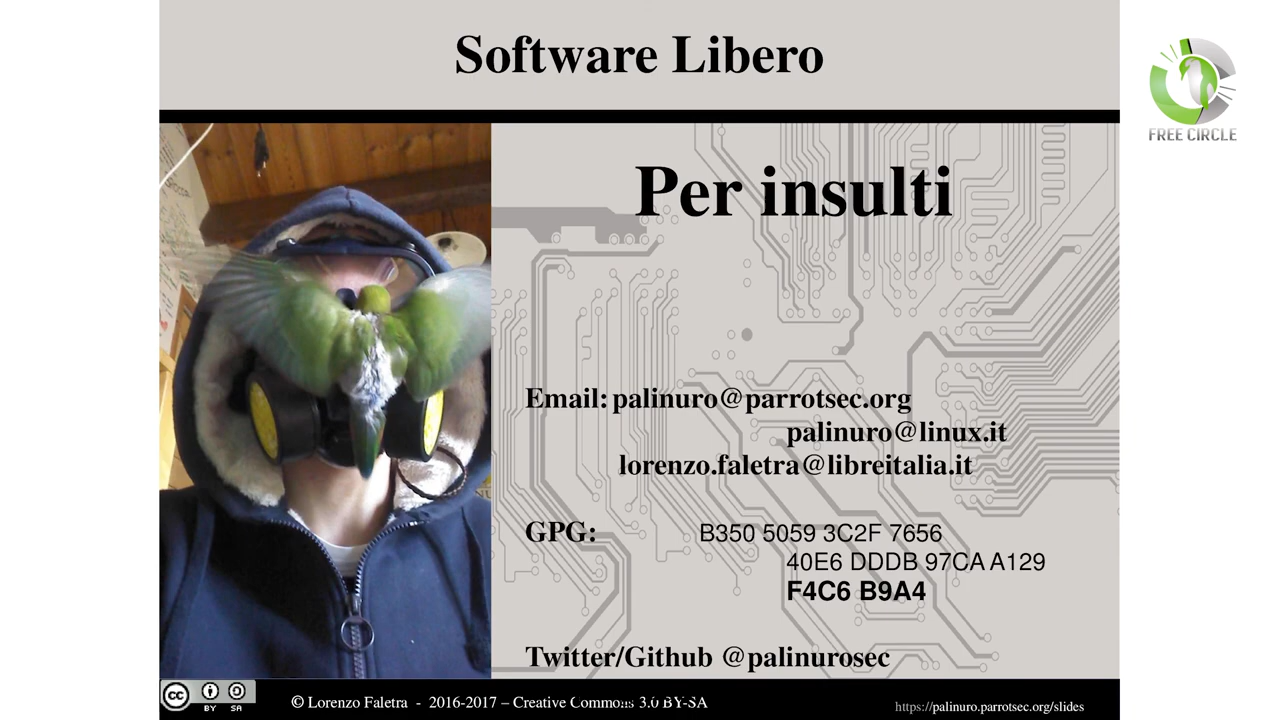 Software Libero
FREE CIRCLE
Per insulti
Email: palinuro@parrotsec.org
palinuro@linux.it
lorenzo.faletra@libreitalia.it
GPG: B350 5059 3C2F 7656
40E6 DDDB 97CA A129
F4C6 B9A4
Twitter/Github @palinurosec
cc BY SA
© Lorenzo Faletra - 2016-2017 – Creative Commons 3.0 BY-SA
https://palinuro.parrotsec.org/slides